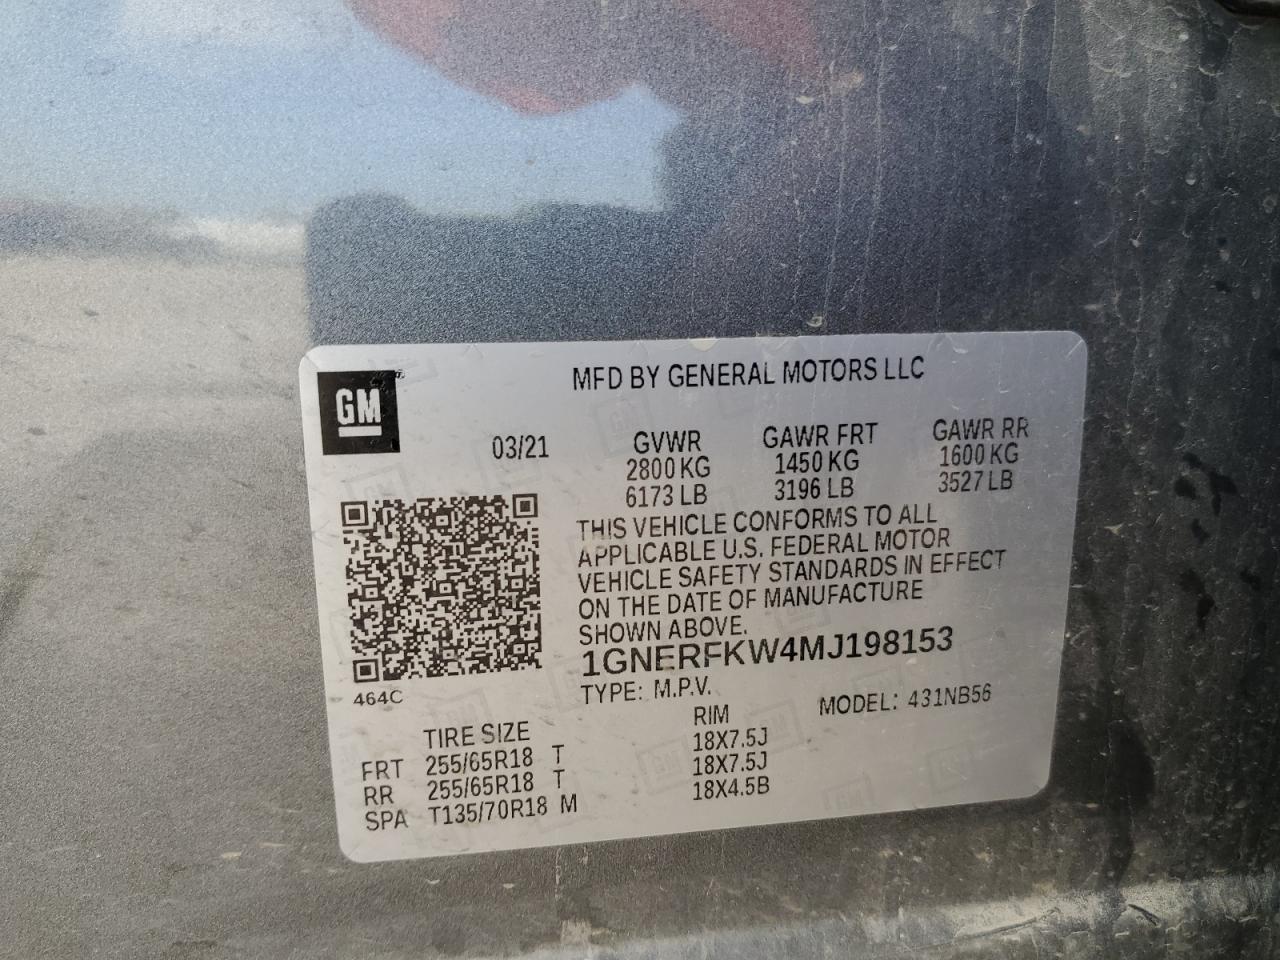 GM
MFD BY GENERAL MOTORS LLC
03/21
GVWR GAWR FRT GAWR RR
2800 KG 1450 KG 1600 KG
6173 LB 3196 LB 3527 LB
THIS VEHICLE CONFORMS TO ALL
APPLICABLE U.S. FEDERAL MOTOR
VEHICLE SAFETY STANDARDS IN EFFECT
ON THE DATE OF MANUFACTURE
SHOWN ABOVE.
1GNERFKW4MJ198153
464C
TYPE: M.P.V. MODEL: 431NB56
TIRE SIZE RIM
FRT 255/65R18 T 18X7.5J
RR 255/65R18 T 18X7.5J
SPA T135/70R18 M 18X4.5B